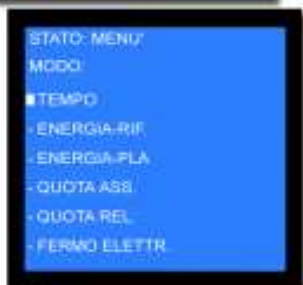 STATO: MENU'
MODO:
TEMPO
- ENERGIA-RIF.
- ENERGIA-PLA
- QUOTA ASS.
- QUOTA REL.
- FERMO ELETTR.